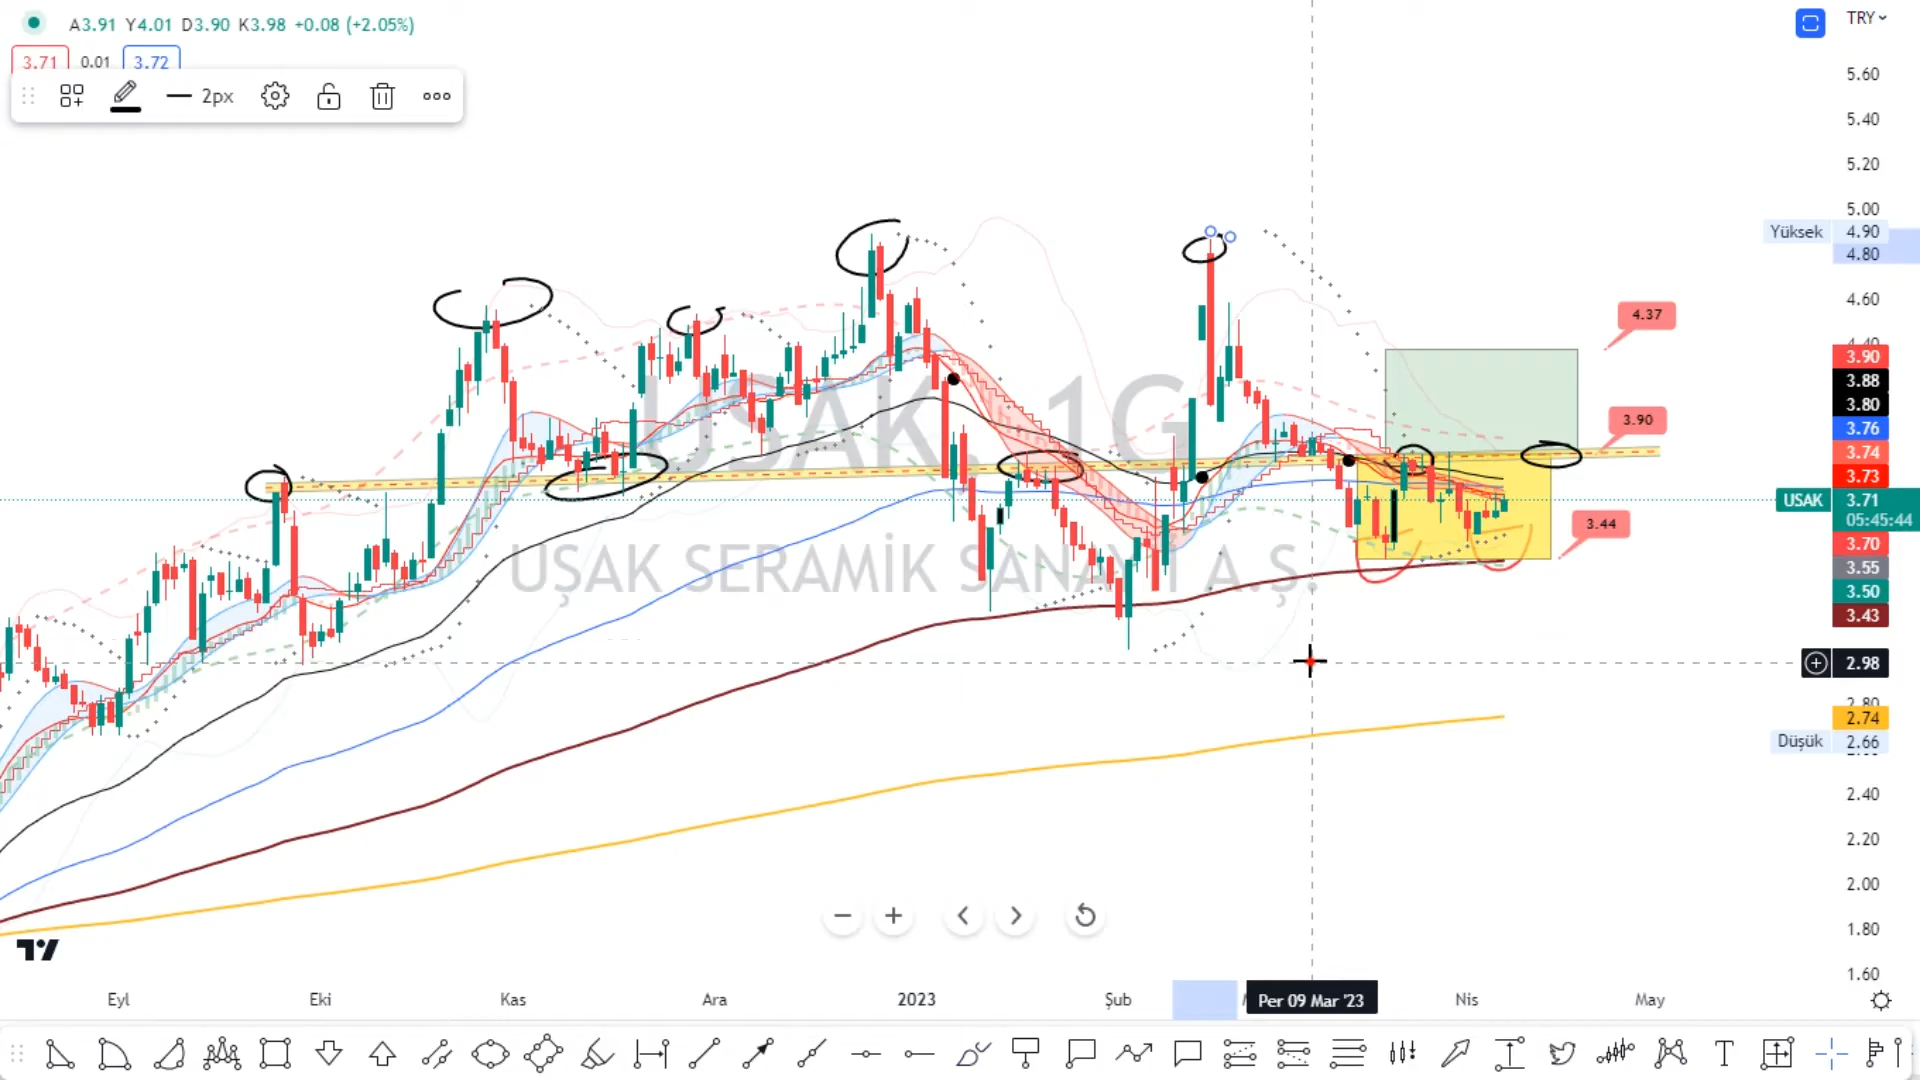 A3.91 Y4.01 D3.90 K3.98 +0.08 (+2.05%)
TRY
3.71 0.01 3.72
2px
5.60
5.40
5.20
5.00
Yüksek 4.90
4.80
4.60
4.37
4.40
3.90
3.88
3.90
3.80
3.76
3.74
3.73
USAK 3.71
05:45:44
3.44
3.70
3.55
3.50
3.43
USAK, 1G
UŞAK SERAMİK SANAYİ A.Ş.
2.98
2.80
2.74
Düşük 2.66
2.40
2.20
2.00
1.80
1.60
Eyl Eki Kas Ara 2023 Şub Per 09 Mar '23 Nis May